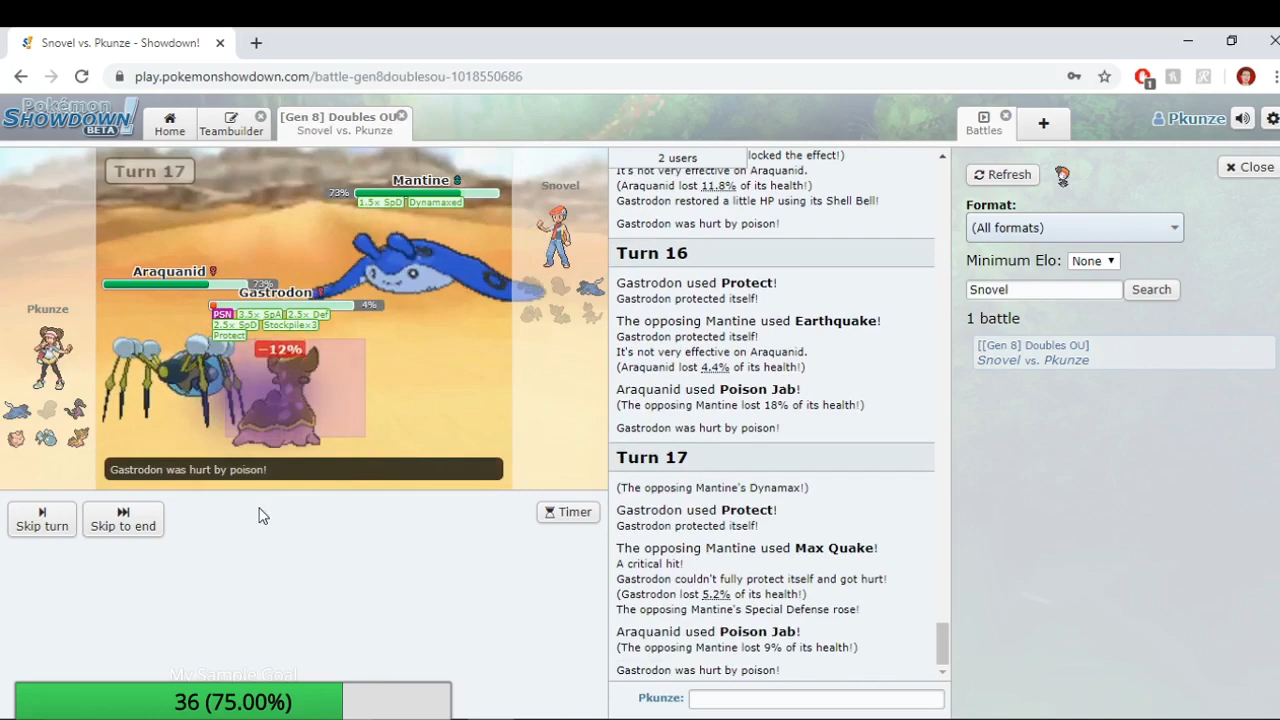 Snovel vs. Pkunze - Showdown!
play.pokemonshowdown.com/battle-gen8doublesou-1018550686
1
Pokémon
SHOWDOWN
BETA
Home
Teambuilder
[Gen 8] Doubles OU
Snovel vs. Pkunze
Battles
Pkunze
Turn 17
Mantine
73%
1.5× SpD Dynamaxed
Snovel
Araquanid
73%
Gastrodon
4%
PSN 3.5× SpA 2.5× Def
2.5× SpD Stockpile×3
Protect
−12%
Pkunze
Gastrodon was hurt by poison!
Skip turn
Skip to end
Timer
My Sample Goal
36 (75.00%)
2 users
locked the effect!)
It's not very effective on Araquanid.
(Araquanid lost 11.8% of its health!)
Gastrodon restored a little HP using its Shell Bell!
Gastrodon was hurt by poison!
Turn 16
Gastrodon used Protect!
Gastrodon protected itself!
The opposing Mantine used Earthquake!
Gastrodon protected itself!
It's not very effective on Araquanid.
(Araquanid lost 4.4% of its health!)
Araquanid used Poison Jab!
(The opposing Mantine lost 18% of its health!)
Gastrodon was hurt by poison!
Turn 17
(The opposing Mantine's Dynamax!)
Gastrodon used Protect!
Gastrodon protected itself!
The opposing Mantine used Max Quake!
A critical hit!
Gastrodon couldn't fully protect itself and got hurt!
(Gastrodon lost 5.2% of its health!)
The opposing Mantine's Special Defense rose!
Araquanid used Poison Jab!
(The opposing Mantine lost 9% of its health!)
Gastrodon was hurt by poison!
Pkunze:
Refresh
Close
Format:
(All formats)
Minimum Elo: None
Snovel
Search
1 battle
[[Gen 8] Doubles OU]
Snovel vs. Pkunze